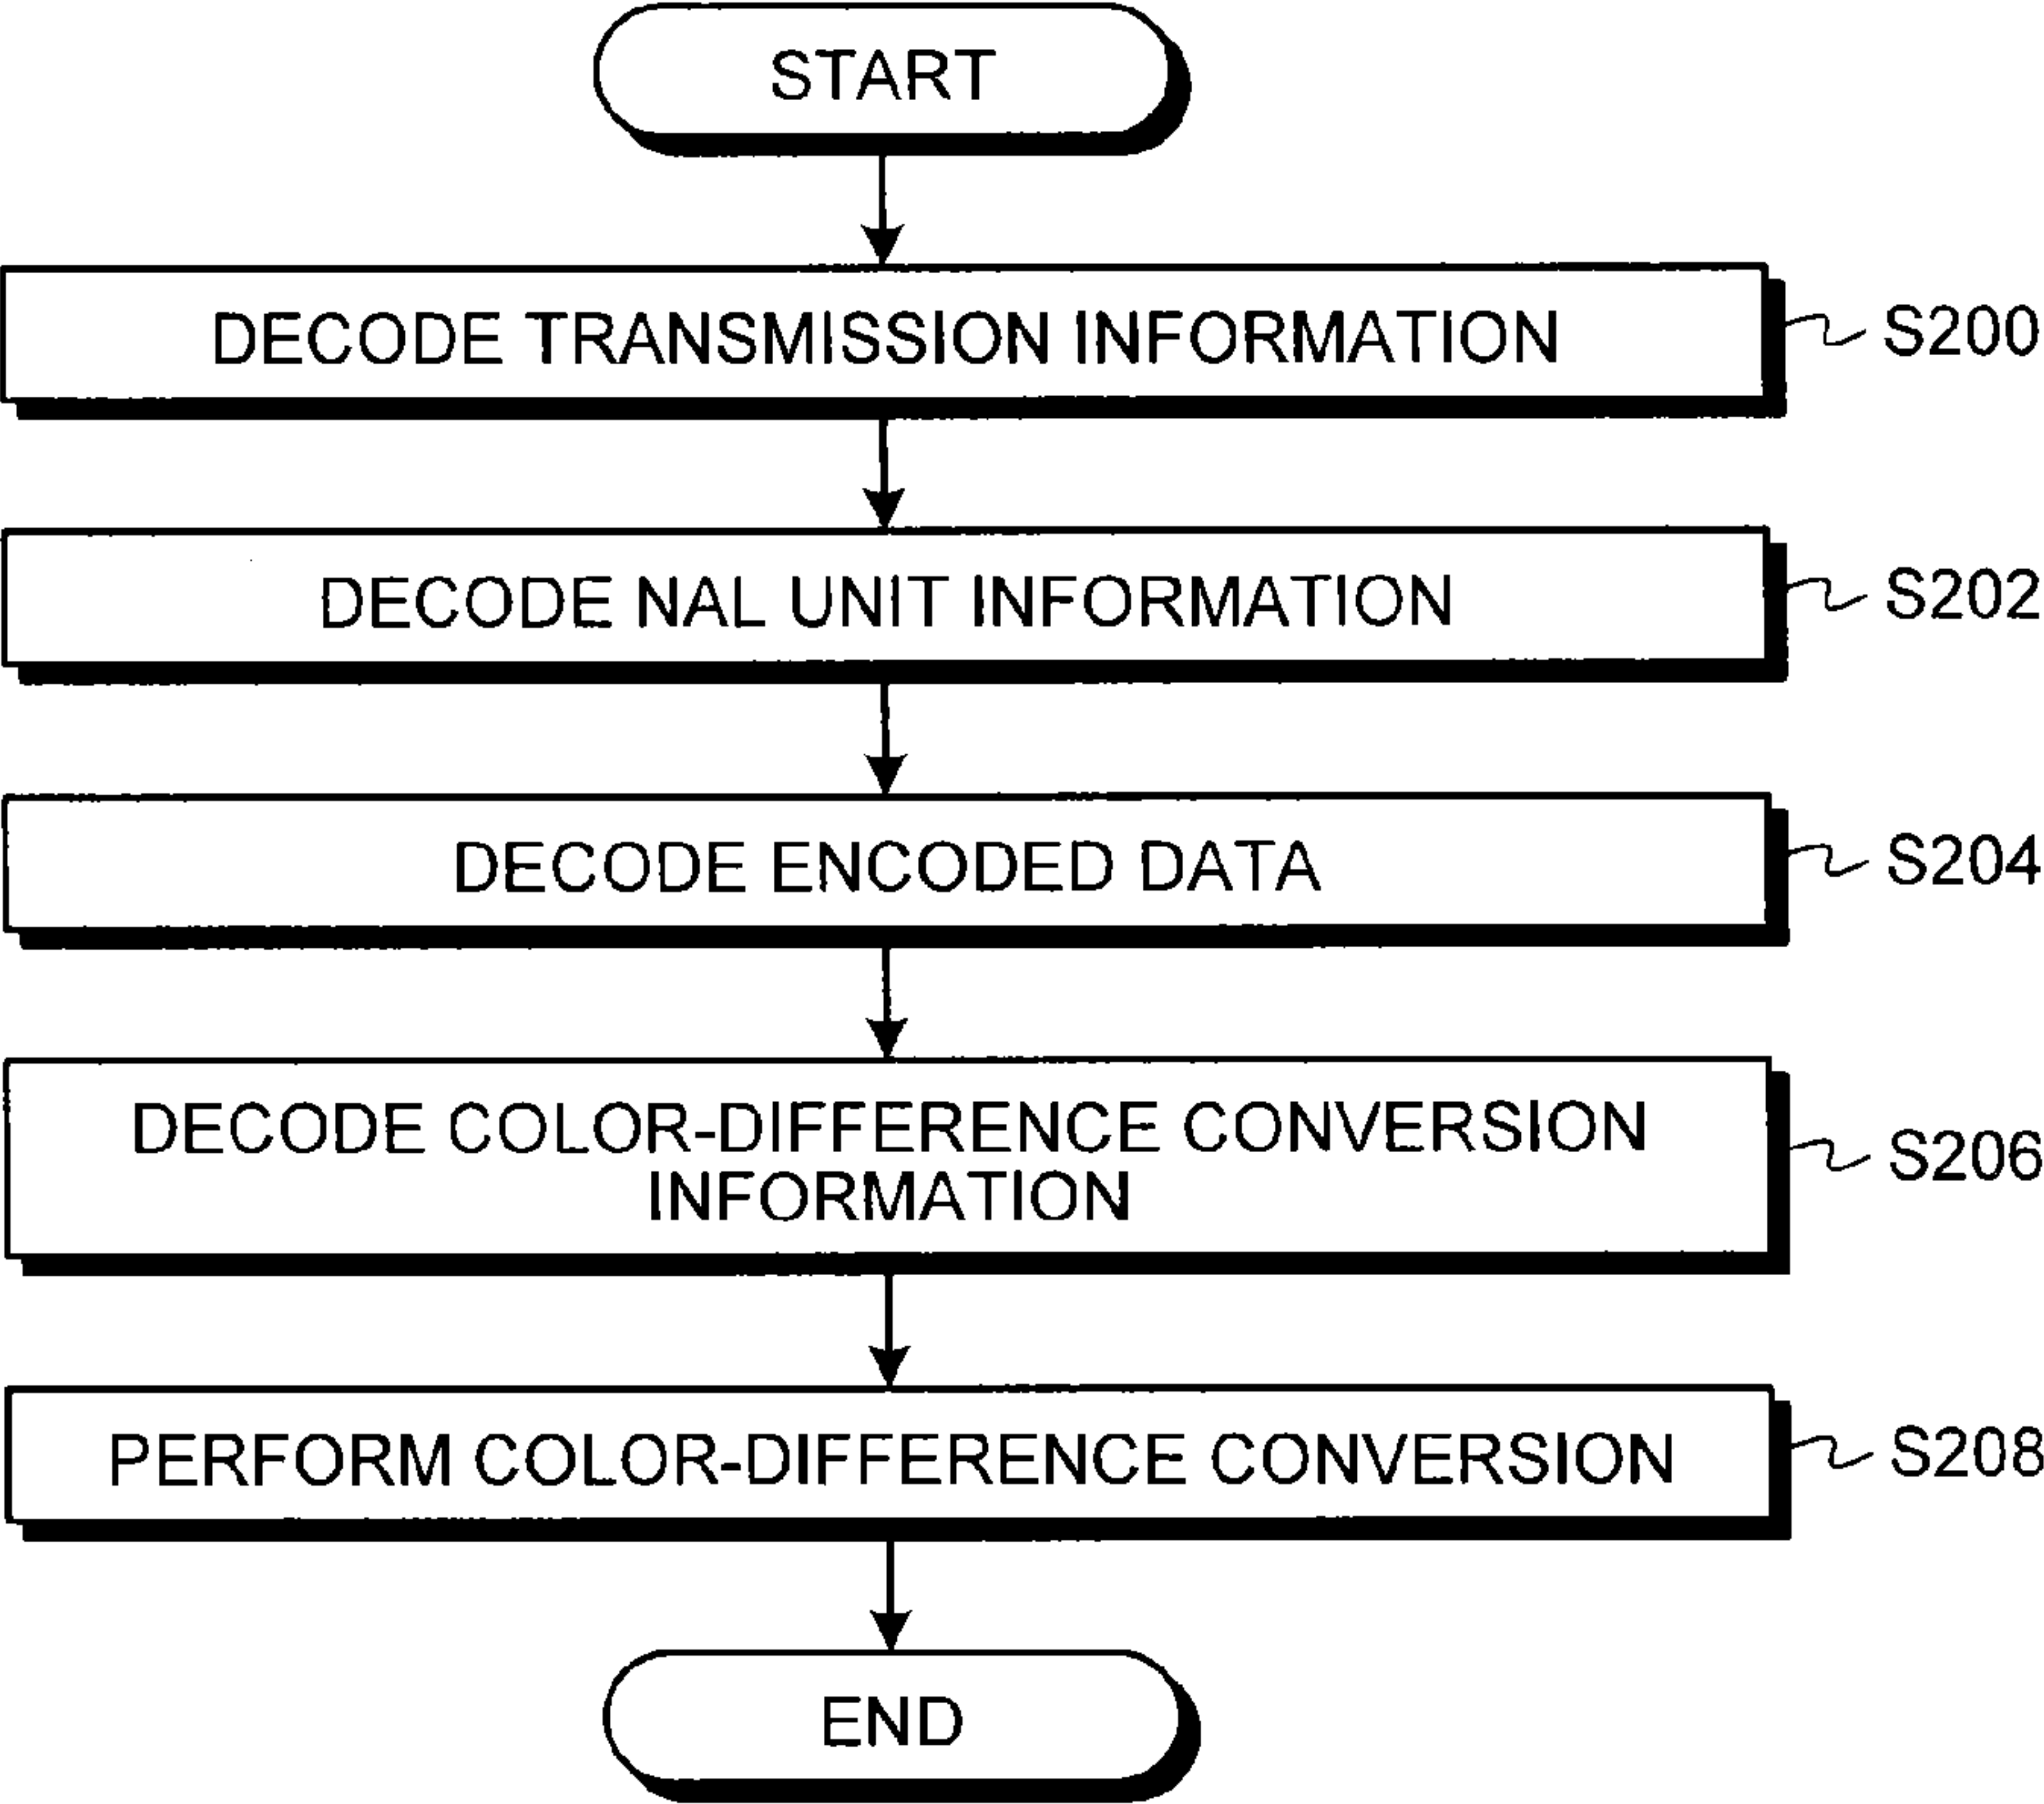 START
DECODE TRANSMISSION INFORMATION
S200
DECODE NAL UNIT INFORMATION
S202
DECODE ENCODED DATA
S204
DECODE COLOR-DIFFERENCE CONVERSION
INFORMATION
S206
PERFORM COLOR-DIFFERENCE CONVERSION
S208
END